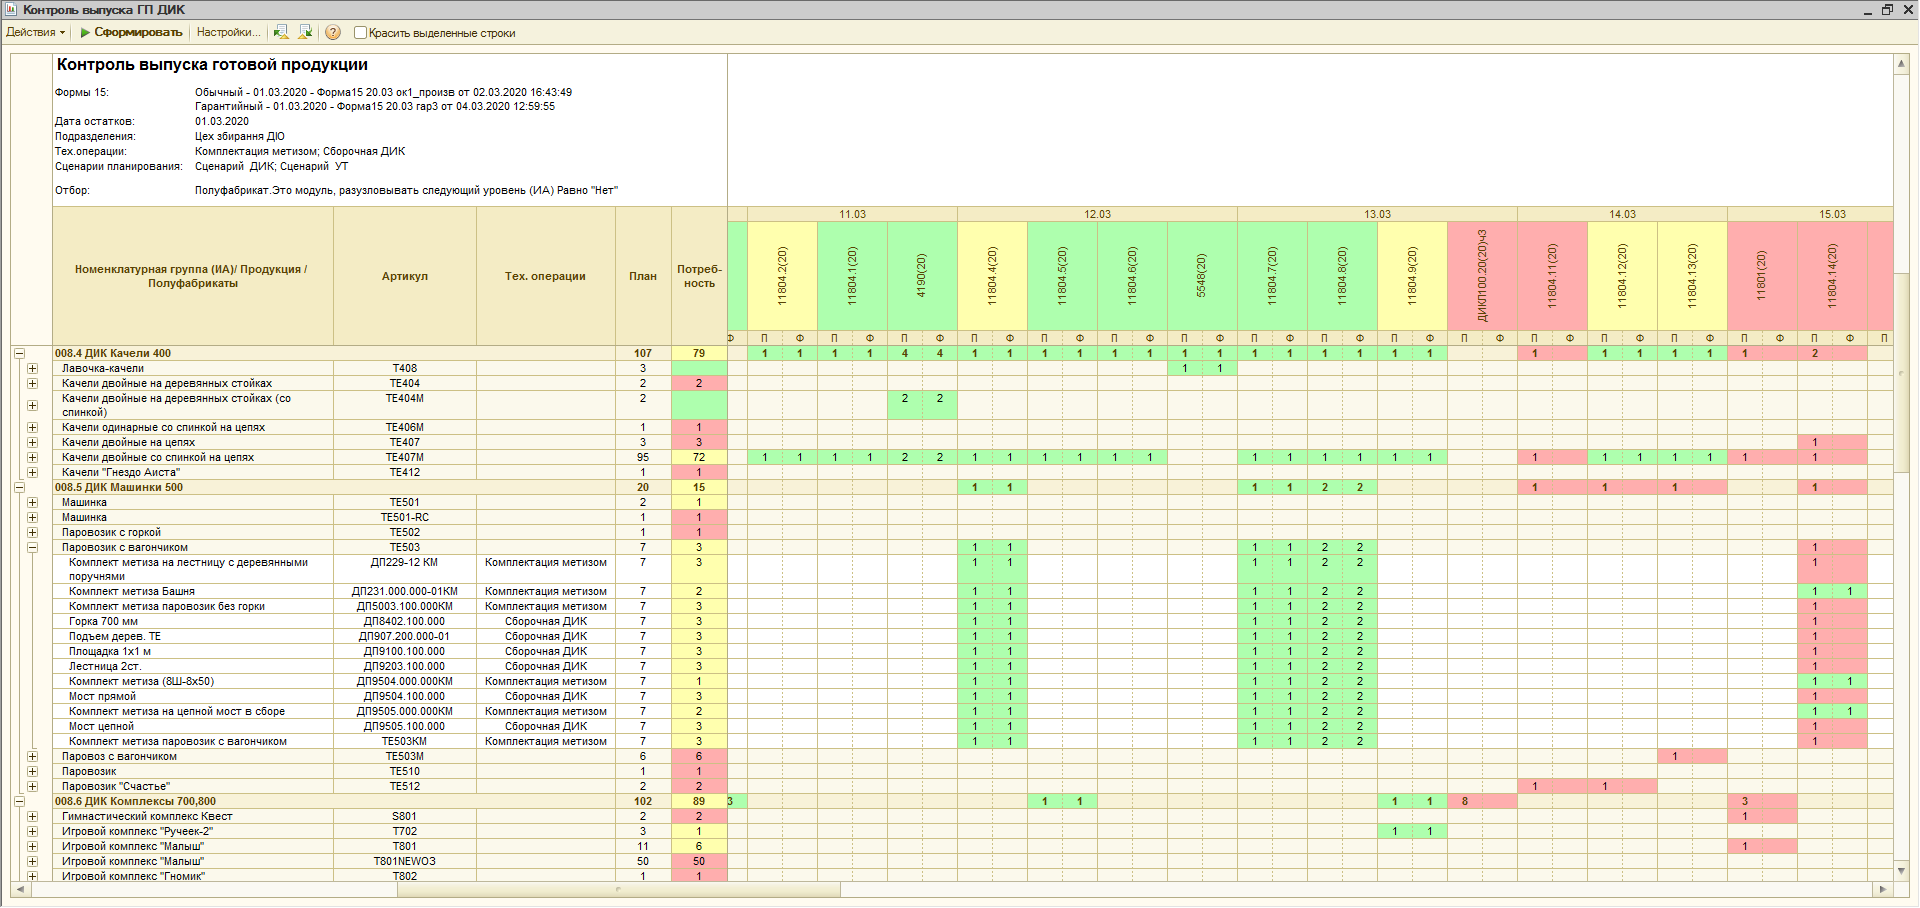 Контроль выпуска ГП ДИК
Действия Сформировать Настройки... ? Красить выделенные строки
Контроль выпуска готовой продукции
Формы 15: Обычный - 01.03.2020 - Форма15 20.03 ок1_произв от 02.03.2020 16:43:49
Гарантийный - 01.03.2020 - Форма15 20.03 гар3 от 04.03.2020 12:59:55
Дата остатков: 01.03.2020
Подразделения: Цех збирання ДІО
Тех.операции: Комплектация метизом; Сборочная ДИК
Сценарии планирования: Сценарий ДИК; Сценарий УТ
Отбор: Полуфабрикат.Это модуль, разузловывать следующий уровень (ИА) Равно "Нет"
11.03 12.03 13.03 14.03 15.03
Номенклатурная группа (ИА)/ Продукция / Полуфабрикаты Артикул Тех. операции План Потреб-ность 11804.2(20) 11804.1(20) 4190(20) 11804.4(20) 11804.5(20) 11804.6(20) 5548(20) 11804.7(20) 11804.8(20) 11804.9(20) ДИКП100.20(20)ч3 11804.11(20) 11804.12(20) 11804.13(20) 11801(20) 11804.14(20)
Ф П Ф П Ф П Ф П Ф П Ф П Ф П Ф П Ф П Ф П Ф П Ф П Ф П Ф П Ф П Ф П Ф П
008.4 ДИК Качели 400 107 79 1 1 1 1 4 4 1 1 1 1 1 1 1 1 1 1 1 1 1 1 1 1 1 1 1 1 2
Лавочка-качели Т408 3 1 1
Качели двойные на деревянных стойках ТЕ404 2 2
Качели двойные на деревянных стойках (со ТЕ404М 2 2 2
спинкой)
Качели одинарные со спинкой на цепях ТЕ406М 1 1
Качели двойные на цепях ТЕ407 3 3 1
Качели двойные со спинкой на цепях ТЕ407М 95 72 1 1 1 1 2 2 1 1 1 1 1 1 1 1 1 1 1 1 1 1 1 1 1 1 1
Качели "Гнездо Аиста" ТЕ412 1 1
008.5 ДИК Машинки 500 20 15 1 1 1 1 2 2 1 1 1 1
Машинка ТЕ501 2 1
Машинка ТЕ501-RC 1 1
Паровозик с горкой ТЕ502 1 1
Паровозик с вагончиком ТЕ503 7 3 1 1 1 1 2 2 1
Комплект метиза на лестницу с деревянными ДП229-12 КМ Комплектация метизом 7 3 1 1 1 1 2 2 1
поручнями
Комплект метиза Башня ДП231.000.000-01КМ Комплектация метизом 7 2 1 1 1 1 2 2 1 1
Комплект метиза паровозик без горки ДП5003.100.000КМ Комплектация метизом 7 3 1 1 1 1 2 2 1
Горка 700 мм ДП8402.100.000 Сборочная ДИК 7 3 1 1 1 1 2 2 1
Подъем дерев. ТЕ ДП907.200.000-01 Сборочная ДИК 7 3 1 1 1 1 2 2 1
Площадка 1х1 м ДП9100.100.000 Сборочная ДИК 7 3 1 1 1 1 2 2 1
Лестница 2ст. ДП9203.100.000 Сборочная ДИК 7 3 1 1 1 1 2 2 1
Комплект метиза (8Ш-8х50) ДП9504.000.000КМ Комплектация метизом 7 1 1 1 1 1 2 2 1 1
Мост прямой ДП9504.100.000 Сборочная ДИК 7 3 1 1 1 1 2 2 1
Комплект метиза на цепной мост в сборе ДП9505.000.000КМ Комплектация метизом 7 2 1 1 1 1 2 2 1 1
Мост цепной ДП9505.100.000 Сборочная ДИК 7 3 1 1 1 1 2 2 1
Комплект метиза паровозик с вагончиком ТЕ503КМ Комплектация метизом 7 3 1 1 1 1 2 2 1
Паровоз с вагончиком ТЕ503М 6 6 1
Паровозик ТЕ510 1 1
Паровозик "Счастье" ТЕ512 2 2 1 1
008.6 ДИК Комплексы 700,800 102 89 3 1 1 1 1 8 3
Гимнастический комплекс Квест S801 2 2 1
Игровой комплекс "Ручеек-2" Т702 3 1 1 1
Игровой комплекс "Малыш" Т801 11 6 1
Игровой комплекс "Малыш" Т801NEWОЗ 50 50
Игровой комплекс "Гномик" Т802 1 1